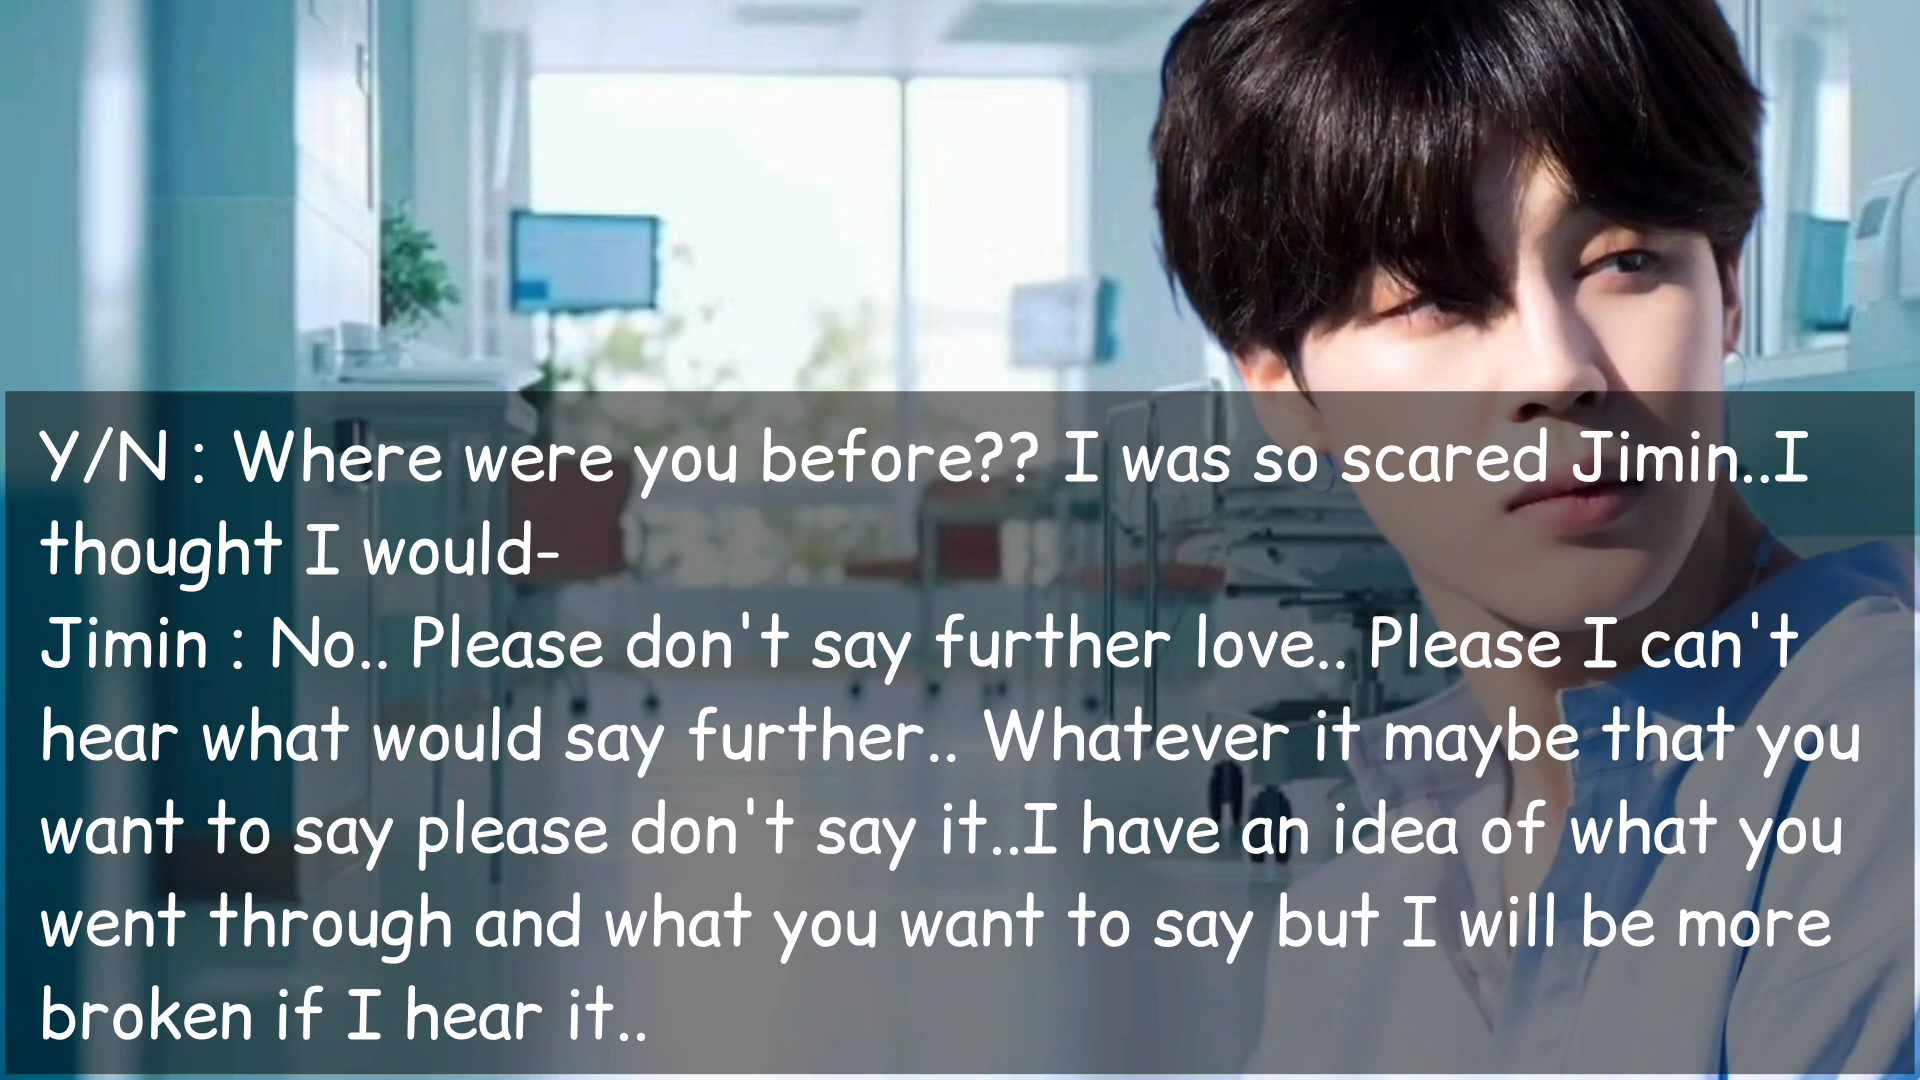 Y/N : Where were you before?? I was so scared Jimin..I
thought I would-
Jimin : No.. Please don't say further love.. Please I can't
hear what would say further.. Whatever it maybe that you
want to say please don't say it..I have an idea of what you
went through and what you want to say but I will be more
broken if I hear it..